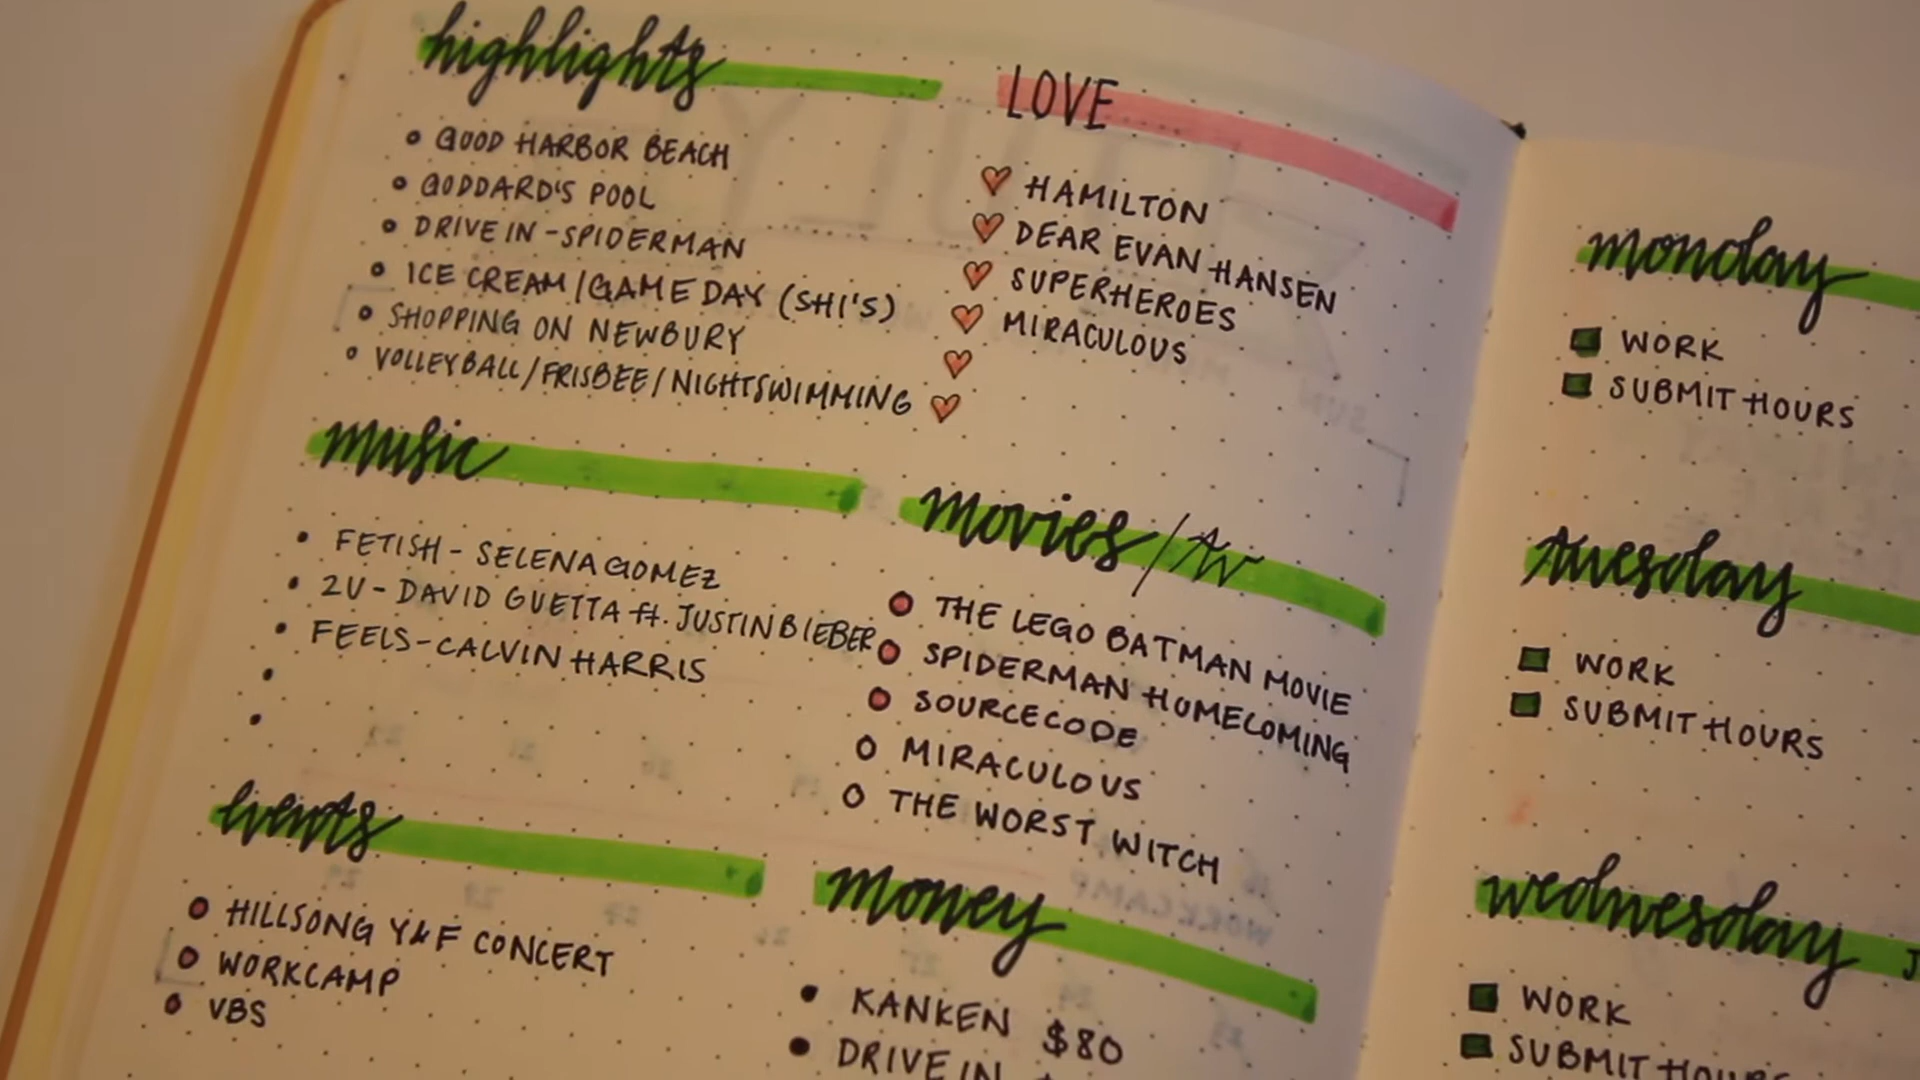 highlights
GOOD HARBOR BEACH
GODDARD'S POOL
DRIVE IN - SPIDERMAN
ICE CREAM / GAME DAY (SHI'S)
SHOPPING ON NEWBURY
VOLLEYBALL / FRISBEE / NIGHTSWIMMING
LOVE
HAMILTON
DEAR EVAN HANSEN
SUPERHEROES
MIRACULOUS
music
FETISH - SELENA GOMEZ
2U - DAVID GUETTA ft. JUSTIN BIEBER
FEELS - CALVIN HARRIS
movies / tv
THE LEGO BATMAN MOVIE
SPIDERMAN HOMECOMING
SOURCECODE
MIRACULOUS
THE WORST WITCH
events
HILLSONG Y&F CONCERT
WORKCAMP
VBS
money
KANKEN $80
DRIVE IN
monday
WORK
SUBMIT HOURS
tuesday
WORK
SUBMIT HOURS
wednesday
WORK
SUBMIT HOURS